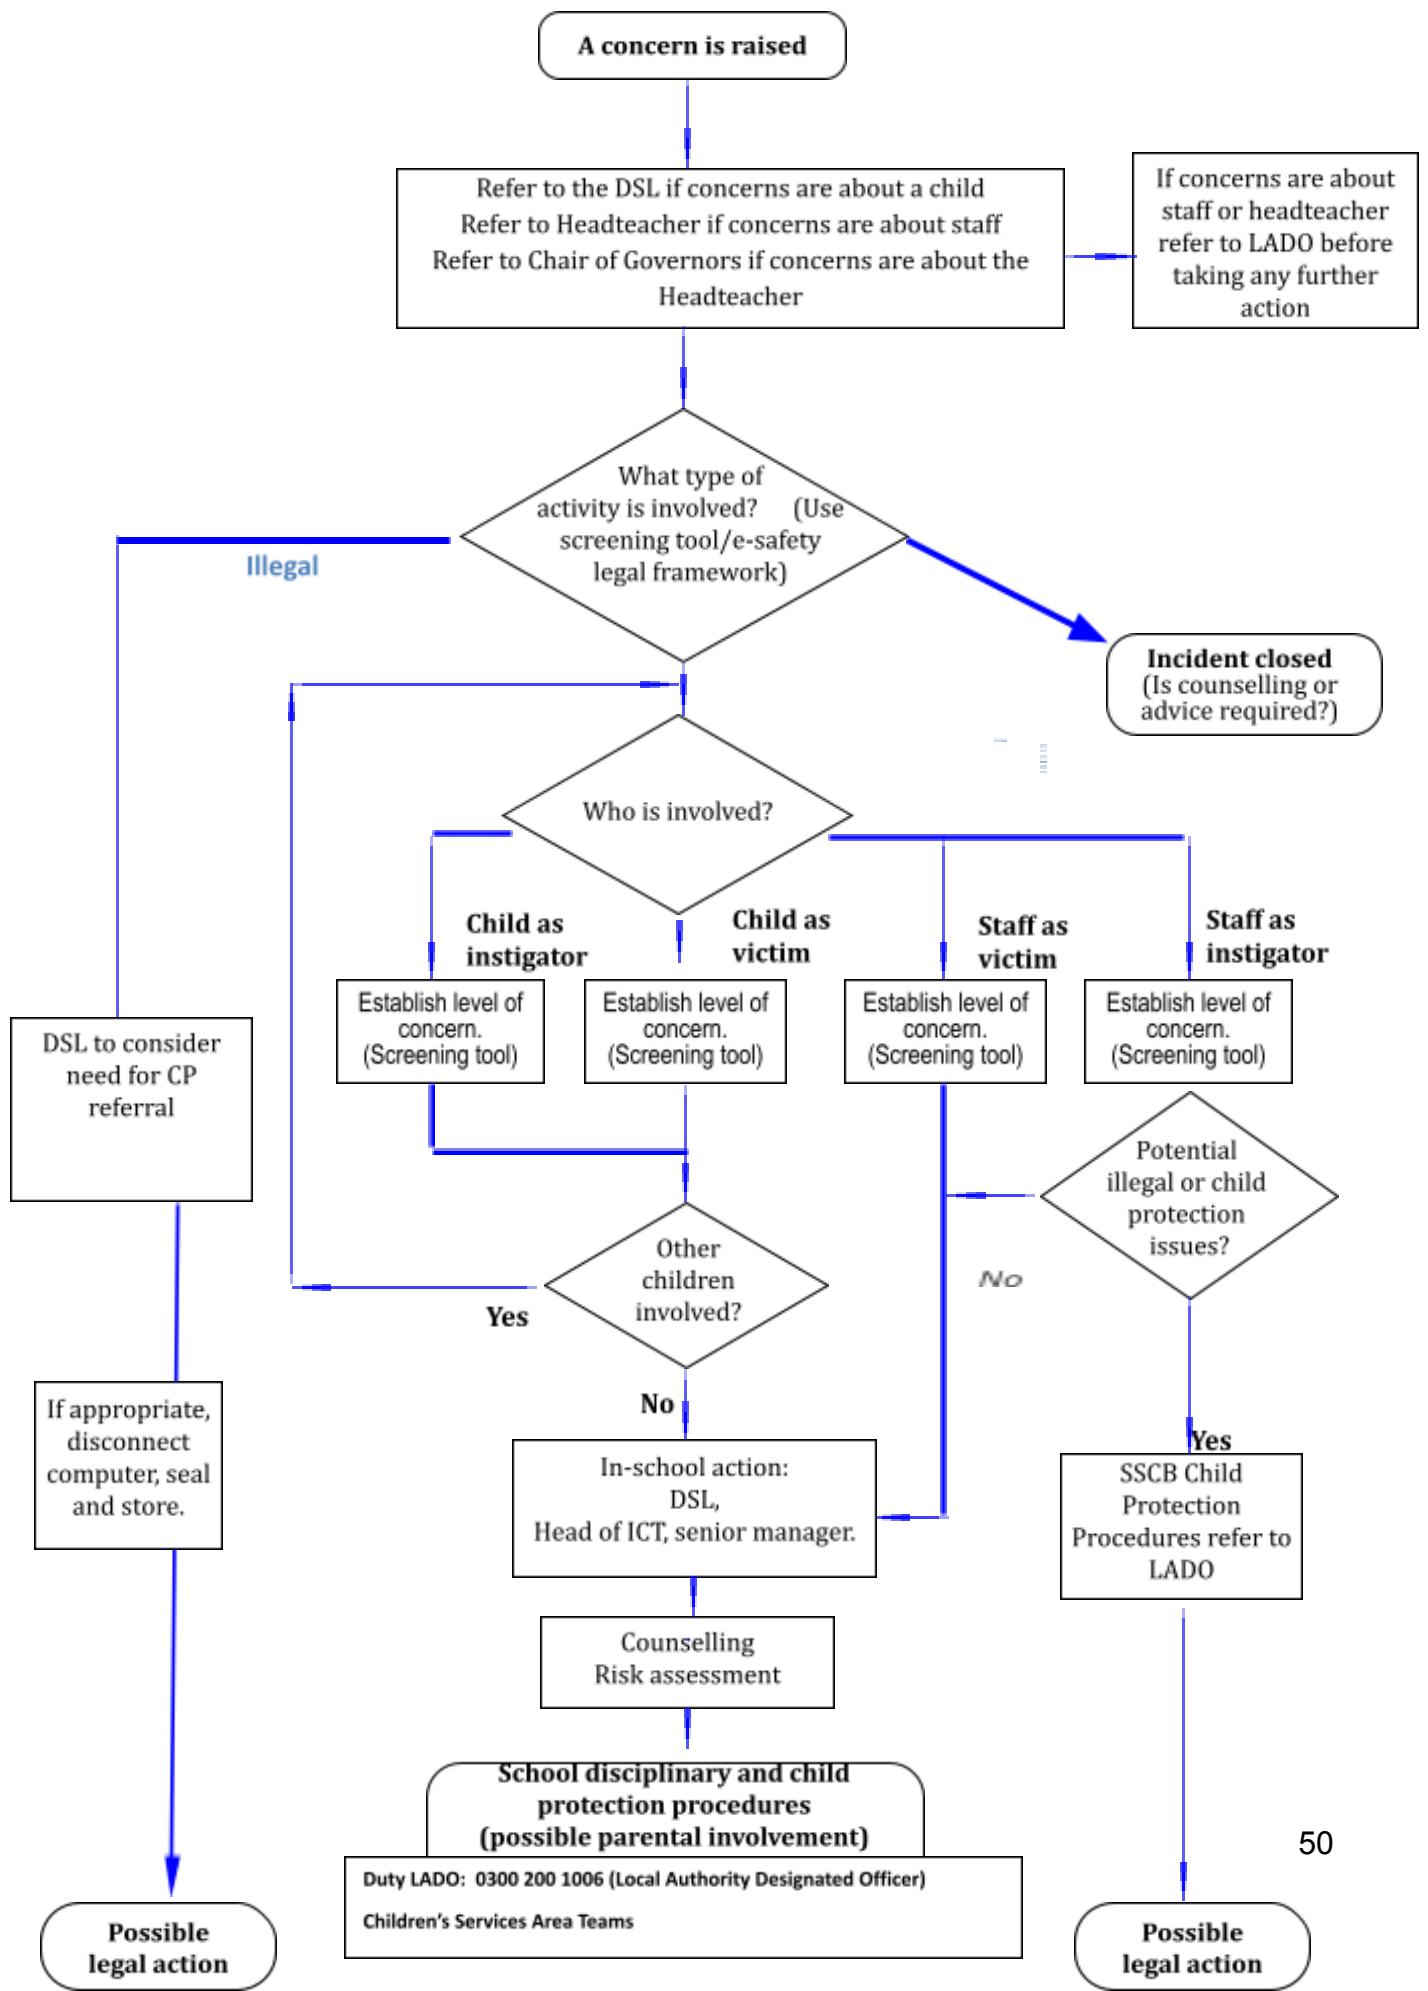 A concern is raised
Refer to the DSL if concerns are about a child
Refer to Headteacher if concerns are about staff
Refer to Chair of Governors if concerns are about the
Headteacher
If concerns are about
staff or headteacher
refer to LADO before
taking any further
action
What type of
activity is involved? (Use
screening tool/e-safety
legal framework)
Illegal
Incident closed
(Is counselling or
advice required?)
Who is involved?
Child as
instigator
Child as
victim
Staff as
victim
Staff as
instigator
Establish level of
concern.
(Screening tool)
Establish level of
concern.
(Screening tool)
Establish level of
concern.
(Screening tool)
Establish level of
concern.
(Screening tool)
DSL to consider
need for CP
referral
Potential
illegal or child
protection
issues?
Other
children
involved?
No
Yes
No
If appropriate,
disconnect
computer, seal
and store.
In-school action:
DSL,
Head of ICT, senior manager.
Yes
SSCB Child
Protection
Procedures refer to
LADO
Counselling
Risk assessment
School disciplinary and child
protection procedures
(possible parental involvement)
50
Duty LADO: 0300 200 1006 (Local Authority Designated Officer)
Children's Services Area Teams
Possible
legal action
Possible
legal action